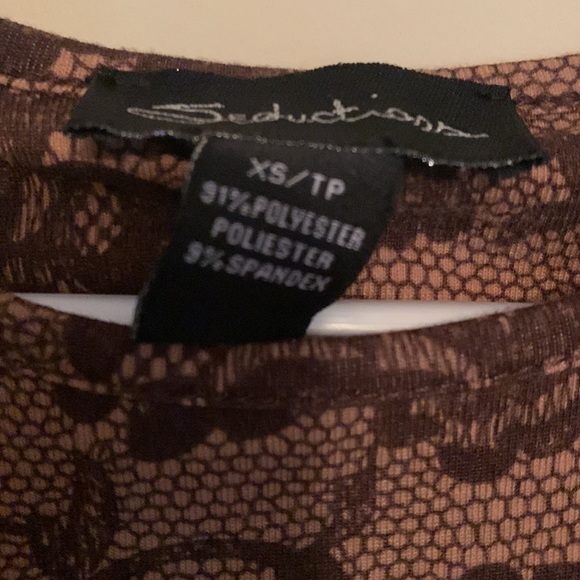 Seductions
XS/TP
91%POLYESTER
POLIESTER
9%SPANDEX